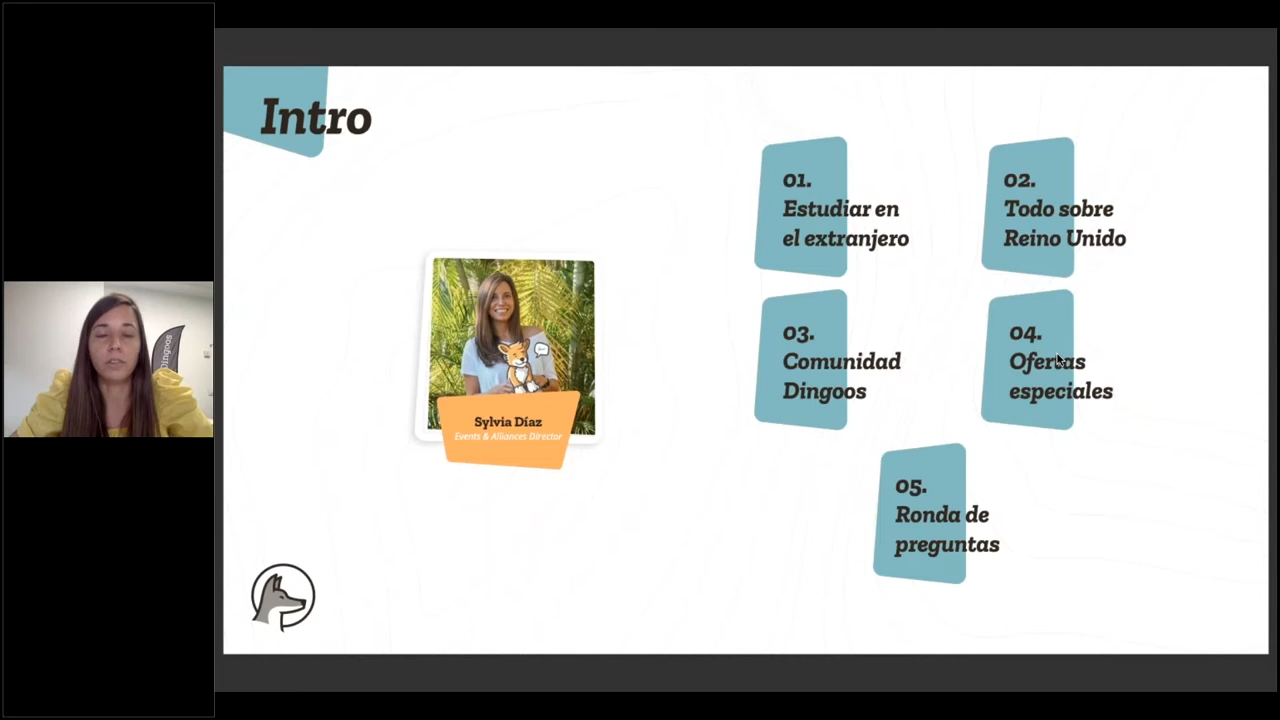 Intro
01.
Estudiar en
el extranjero
02.
Todo sobre
Reino Unido
03.
Comunidad
Dingoos
04.
Ofertas
especiales
05.
Ronda de
preguntas
Sylvia Díaz
Events & Alliances Director
Dingoos